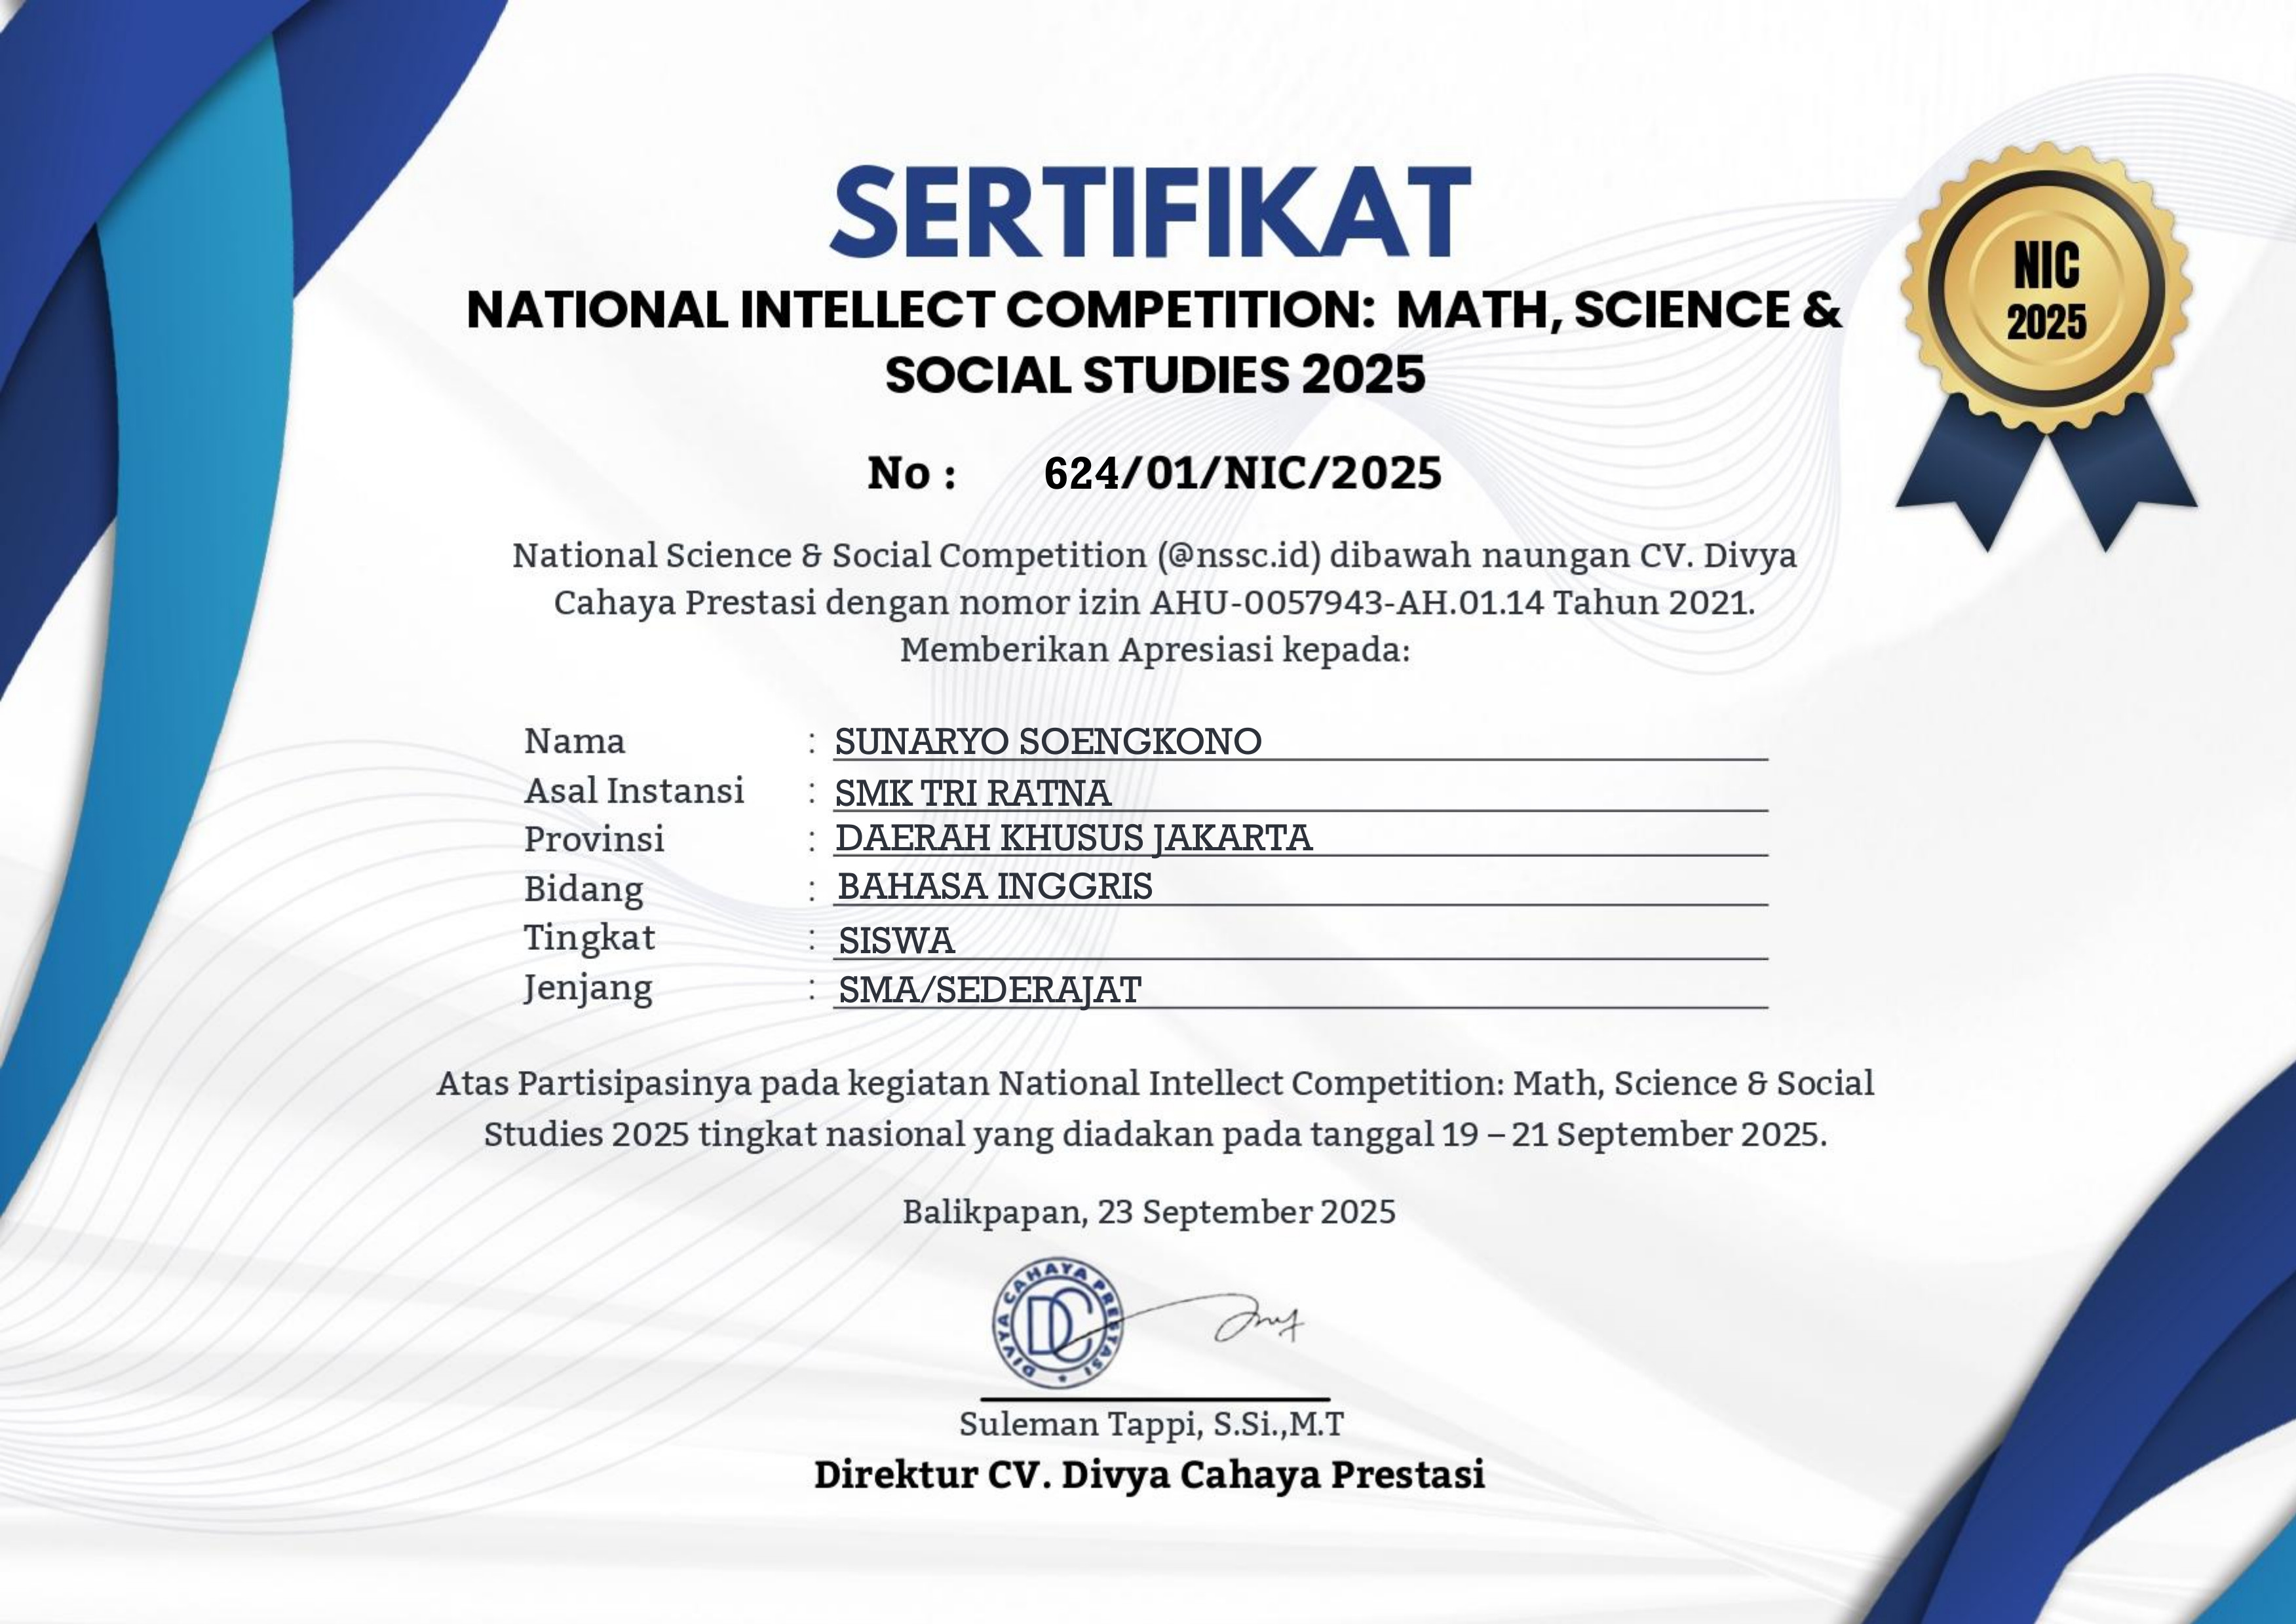 SERTIFIKAT
NATIONAL INTELLECT COMPETITION: MATH, SCIENCE &
SOCIAL STUDIES 2025
NIC
2025
No : 624/01/NIC/2025
National Science & Social Competition (@nssc.id) dibawah naungan CV. Divya
Cahaya Prestasi dengan nomor izin AHU-0057943-AH.01.14 Tahun 2021.
Memberikan Apresiasi kepada:
Nama : SUNARYO SOENGKONO
Asal Instansi : SMK TRI RATNA
Provinsi : DAERAH KHUSUS JAKARTA
Bidang : BAHASA INGGRIS
Tingkat : SISWA
Jenjang : SMA/SEDERAJAT
Atas Partisipasinya pada kegiatan National Intellect Competition: Math, Science & Social
Studies 2025 tingkat nasional yang diadakan pada tanggal 19 – 21 September 2025.
Balikpapan, 23 September 2025
DIVYA CAHAYA PRESTASI
DC
Suleman Tappi, S.Si.,M.T
Direktur CV. Divya Cahaya Prestasi